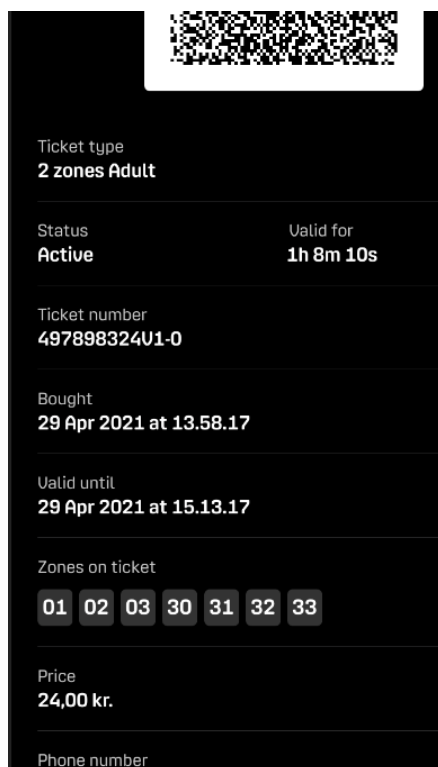 Ticket type
2 zones Adult
Status
Valid for
Active
1h 8m 10s
Ticket number
497898324V1-0
Bought
29 Apr 2021 at 13.58.17
Valid until
29 Apr 2021 at 15.13.17
Zones on ticket
01 02 03 30 31 32 33
Price
24,00 kr.
Phone number